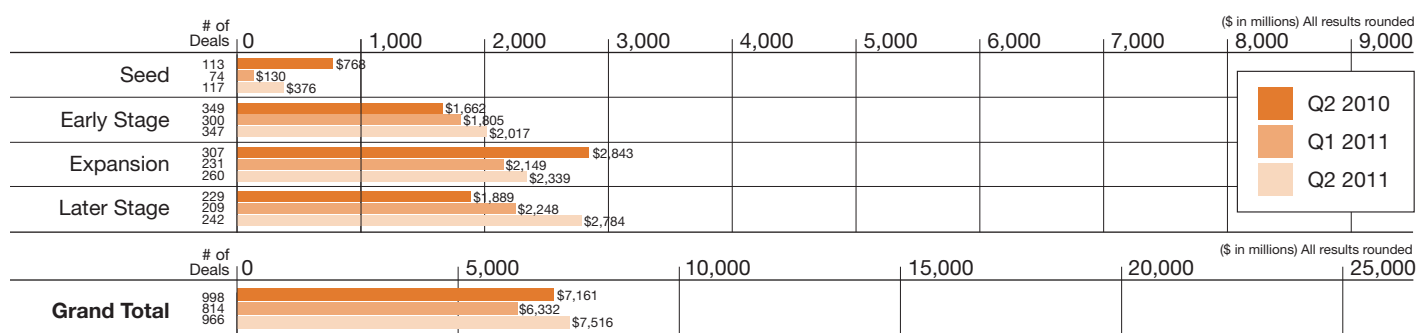 ($ in millions) All results rounded
# of
Deals 0 1,000 2,000 3,000 4,000 5,000 6,000 7,000 8,000 9,000
Seed
113 $768
74 $130
117 $376
Early Stage
349 $1,662
300 $1,805
347 $2,017
Expansion
307 $2,843
231 $2,149
260 $2,339
Later Stage
229 $1,889
209 $2,248
242 $2,784
Q2 2010
Q1 2011
Q2 2011
($ in millions) All results rounded
# of
Deals 0 5,000 10,000 15,000 20,000 25,000
Grand Total
998 $7,161
814 $6,332
966 $7,516